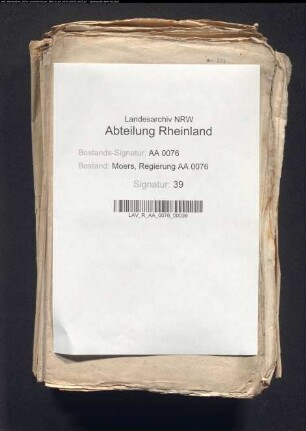 Landesarchiv NRW
Abteilung Rheinland
Bestands-Signatur: AA 0076
Bestand: Moers, Regierung AA 0076
Signatur: 39
LAV_R_AA_0076_00039